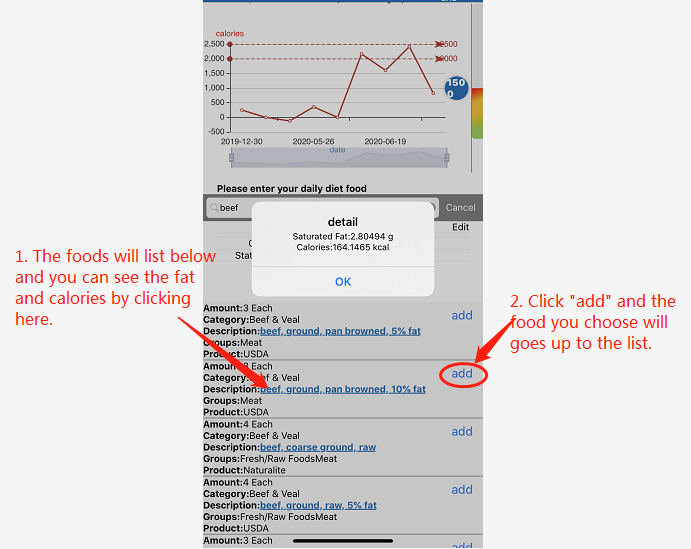 calories
2,500
2500
2,000
2000
1,500
150
0
1,000
500
0
-500
2019-12-30
2020-05-26
2020-06-19
date
Please enter your daily diet food
beef
Cancel
Edit
detail
Saturated Fat:2.80494 g
Calories:164.1465 kcal
OK
1. The foods will list below
and you can see the fat
and calories by clicking
here.
2. Click "add" and the
food you choose will
goes up to the list.
Amount:3 Each
add
Category:Beef & Veal
Description:beef, ground, pan browned, 5% fat
Groups:Meat
Product:USDA
Amount:3 Each
add
Category:Beef & Veal
Description:beef, ground, pan browned, 10% fat
Groups:Meat
Product:USDA
Amount:4 Each
add
Category:Beef & Veal
Description:beef, coarse ground, raw
Groups:Fresh/Raw FoodsMeat
Product:Naturalite
Amount:4 Each
add
Category:Beef & Veal
Description:beef, ground, raw, 5% fat
Groups:Fresh/Raw FoodsMeat
Product:USDA
Amount:3 Each
add